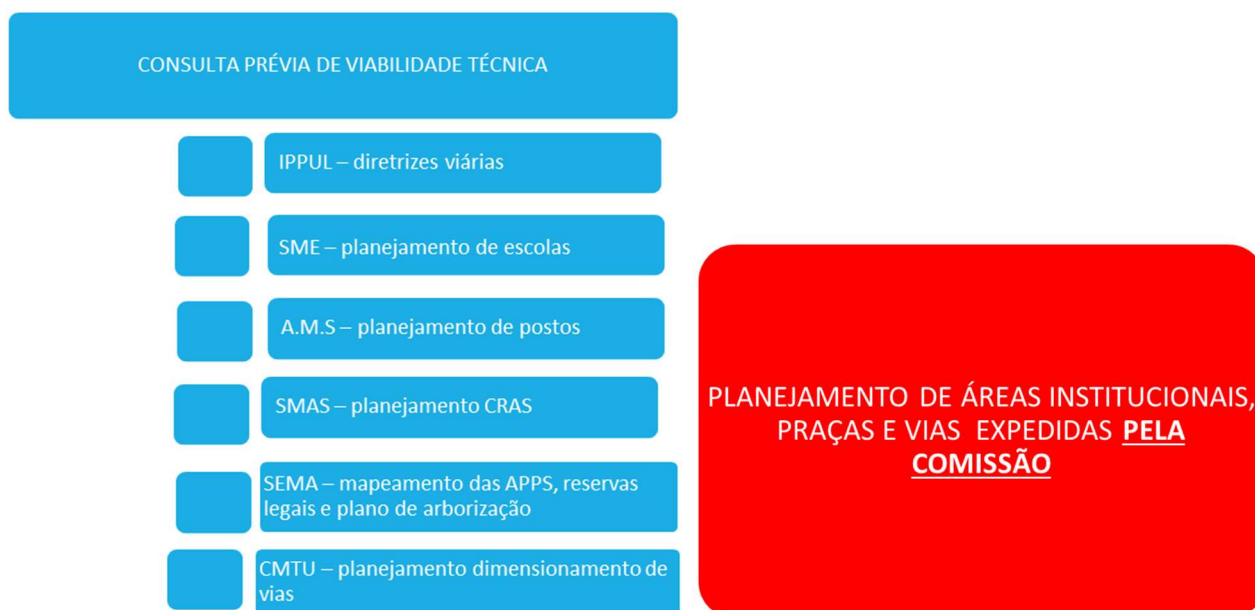 CONSULTA PRÉVIA DE VIABILIDADE TÉCNICA
IPPUL – diretrizes viárias
SME – planejamento de escolas
A.M.S – planejamento de postos
SMAS – planejamento CRAS
SEMA – mapeamento das APPS, reservas
legais e plano de arborização
CMTU – planejamento dimensionamento de
vias
PLANEJAMENTO DE ÁREAS INSTITUCIONAIS,
PRAÇAS E VIAS EXPEDIDAS PELA
COMISSÃO